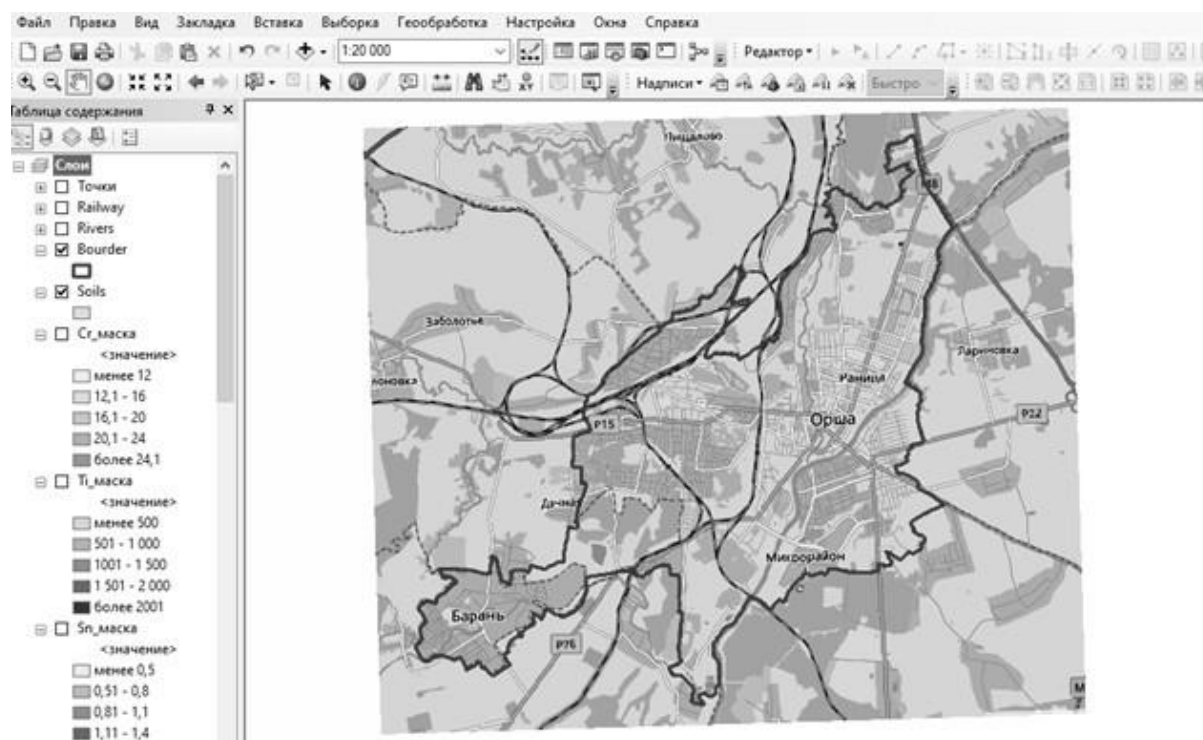 Файл Правка Вид Закладка Вставка Выборка Геообработка Настройка Окна Справка
1:20 000 Редактор
Надписи Быстро
Таблица содержания
Слои
Точки
Railway
Rivers
Bourder
Soils
Cr_маска
<значение>
менее 12
12,1 - 16
16,1 - 20
20,1 - 24
более 24,1
Ti_маска
<значение>
менее 500
501 - 1 000
1001 - 1 500
1 501 - 2 000
более 2001
Sn_маска
<значение>
менее 0,5
0,51 - 0,8
0,81 - 1,1
1,11 - 1,4
Пищалово
Заболотье
Лариновка
Орша
P22
P15
Дачная
Микрорайон
Барань
P76
M